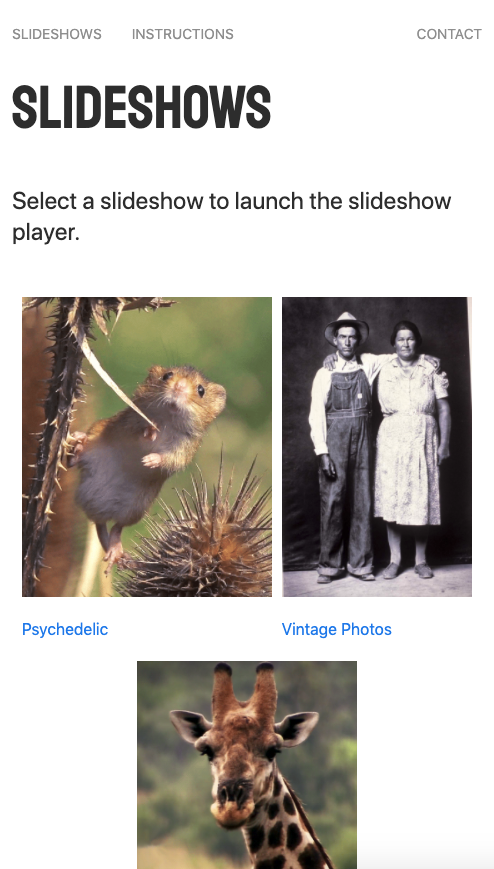 SLIDESHOWS INSTRUCTIONS CONTACT
SLIDESHOWS
Select a slideshow to launch the slideshow
player.
Psychedelic Vintage Photos